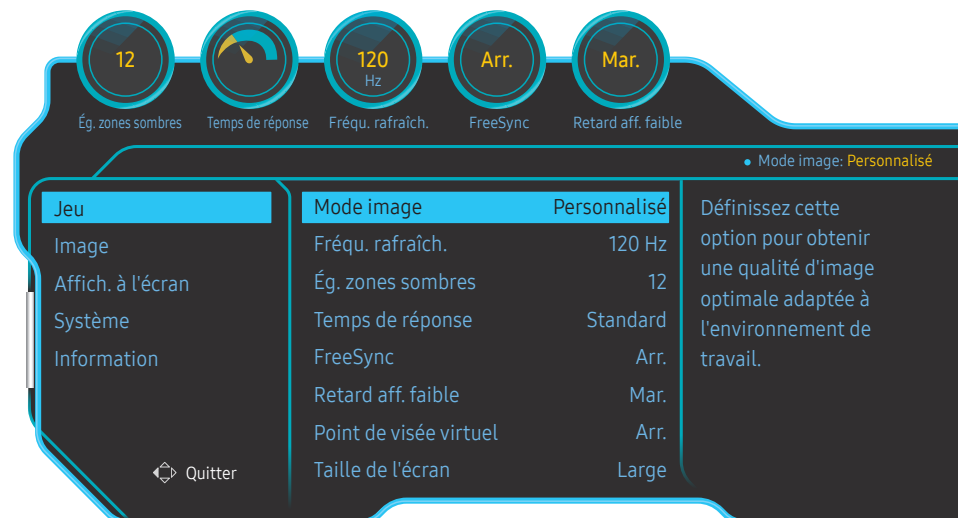 12
120
Hz
Arr.
Mar.
Ég. zones sombres
Temps de réponse
Fréqu. rafraîch.
FreeSync
Retard aff. faible
Mode image: Personnalisé
Jeu
Image
Affich. à l'écran
Système
Information
Quitter
Mode image Personnalisé
Fréqu. rafraîch. 120 Hz
Ég. zones sombres 12
Temps de réponse Standard
FreeSync Arr.
Retard aff. faible Mar.
Point de visée virtuel Arr.
Taille de l'écran Large
Définissez cette
option pour obtenir
une qualité d'image
optimale adaptée à
l'environnement de
travail.